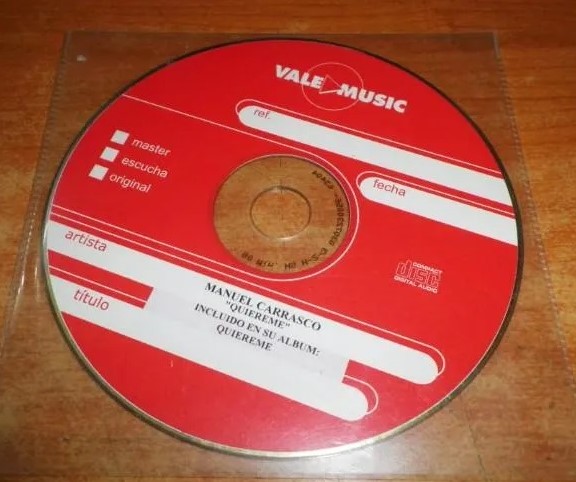 VALE MUSIC
ref.
master
escucha
original
fecha
artista
COMPACT
disc
DIGITAL AUDIO
título
MANUEL CARRASCO
"QUIEREME"
INCLUIDO EN SU ALBUM:
QUIEREME